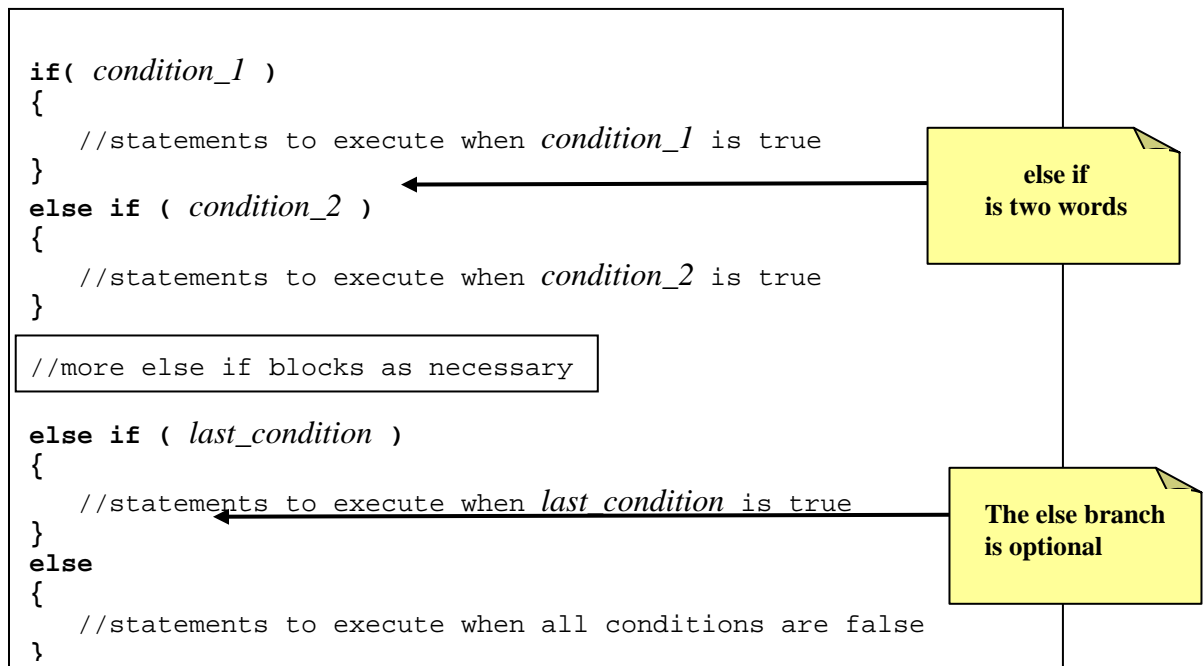 if( condition_1 )
{
//statements to execute when condition_1 is true
}
else if ( condition_2 )
{
//statements to execute when condition_2 is true
}
else if
is two words
//more else if blocks as necessary
else if ( last_condition )
{
//statements to execute when last_condition is true
}
else
{
//statements to execute when all conditions are false
}
The else branch
is optional